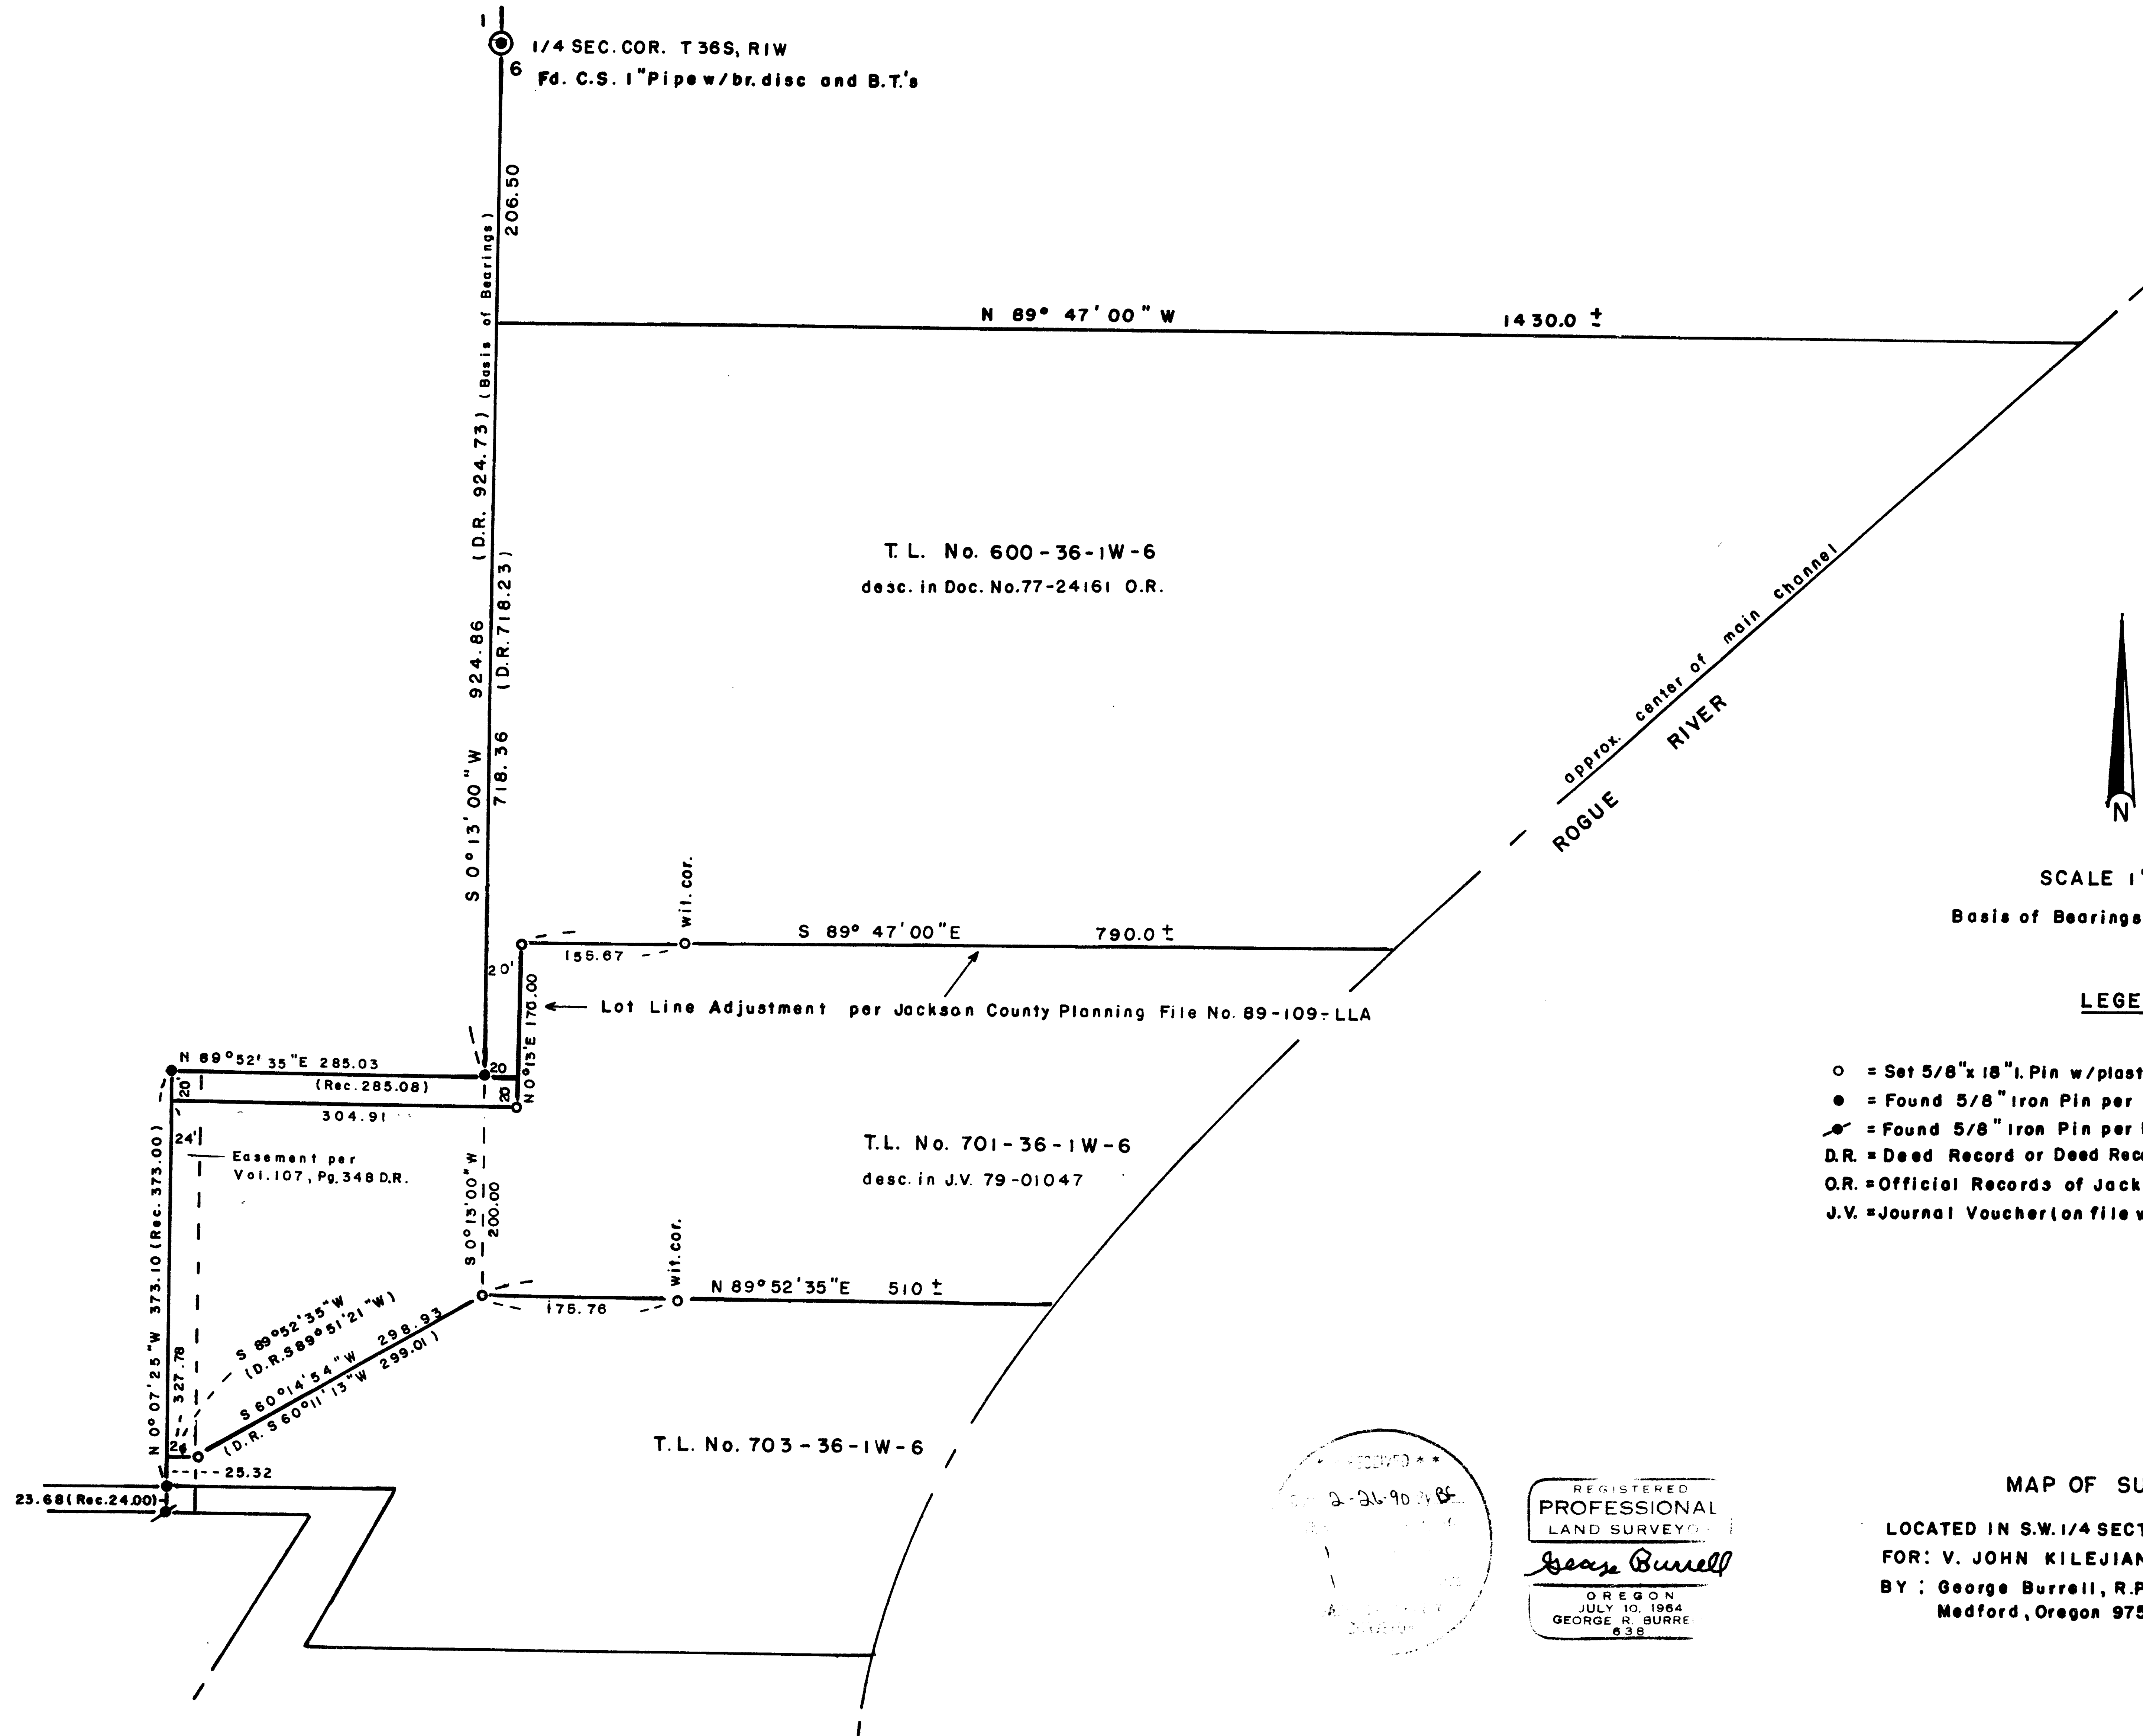 1
1/4 SEC. COR. T 36S, R1W
6
Fd. C.S. 1" Pipe w/br. disc and B.T.'s
206.50
(D.R. 924.73) (Basis of Bearings)
N 89° 47' 00" W 1430.0 ±
S 0° 13' 00" W 924.86
718.36 (D.R. 718.23)
T. L. No. 600-36-1W-6
desc. in Doc. No. 77-24161 O.R.
approx. center of main channel
ROGUE RIVER
N
SCALE 1"
Basis of Bearings
wit. cor.
S 89° 47' 00" E 790.0 ±
155.67
20'
N 0° 13' E 170.00
Lot Line Adjustment per Jackson County Planning File No. 89-109-LLA
LEGE
N 89° 52' 35" E 285.03
(Rec. 285.08)
20
20'
20'
304.91
24'
Easement per
Vol. 107, Pg. 348 D.R.
O = Set 5/8" x 18" I. Pin w/plast
● = Found 5/8" Iron Pin per
= Found 5/8" Iron Pin per
D.R. = Deed Record or Deed Reco
O.R. = Official Records of Jack
J.V. = Journal Voucher (on file w
T.L. No. 701-36-1W-6
desc. in J.V. 79-01047
N 0° 07' 25" W 373.10 (Rec. 373.00)
S 0° 13' 00" W
200.00
wit. cor.
N 89° 52' 35" E 510 ±
175.76
S 89° 52' 35" W
(D.R. S 89° 51' 21" W)
S 60° 14' 54" W 298.93
(D.R. S 60° 11' 13" W 299.01)
327.78
25.32
23.68 (Rec. 24.00)
T.L. No. 703-36-1W-6
2-26-90
REGISTERED
PROFESSIONAL
LAND SURVEYO
George Burrell
OREGON
JULY 10, 1964
GEORGE R. BURRE
638
MAP OF SU
LOCATED IN S.W. 1/4 SECT
FOR: V. JOHN KILEJIAN
BY: George Burrell, R.P
Medford, Oregon 975